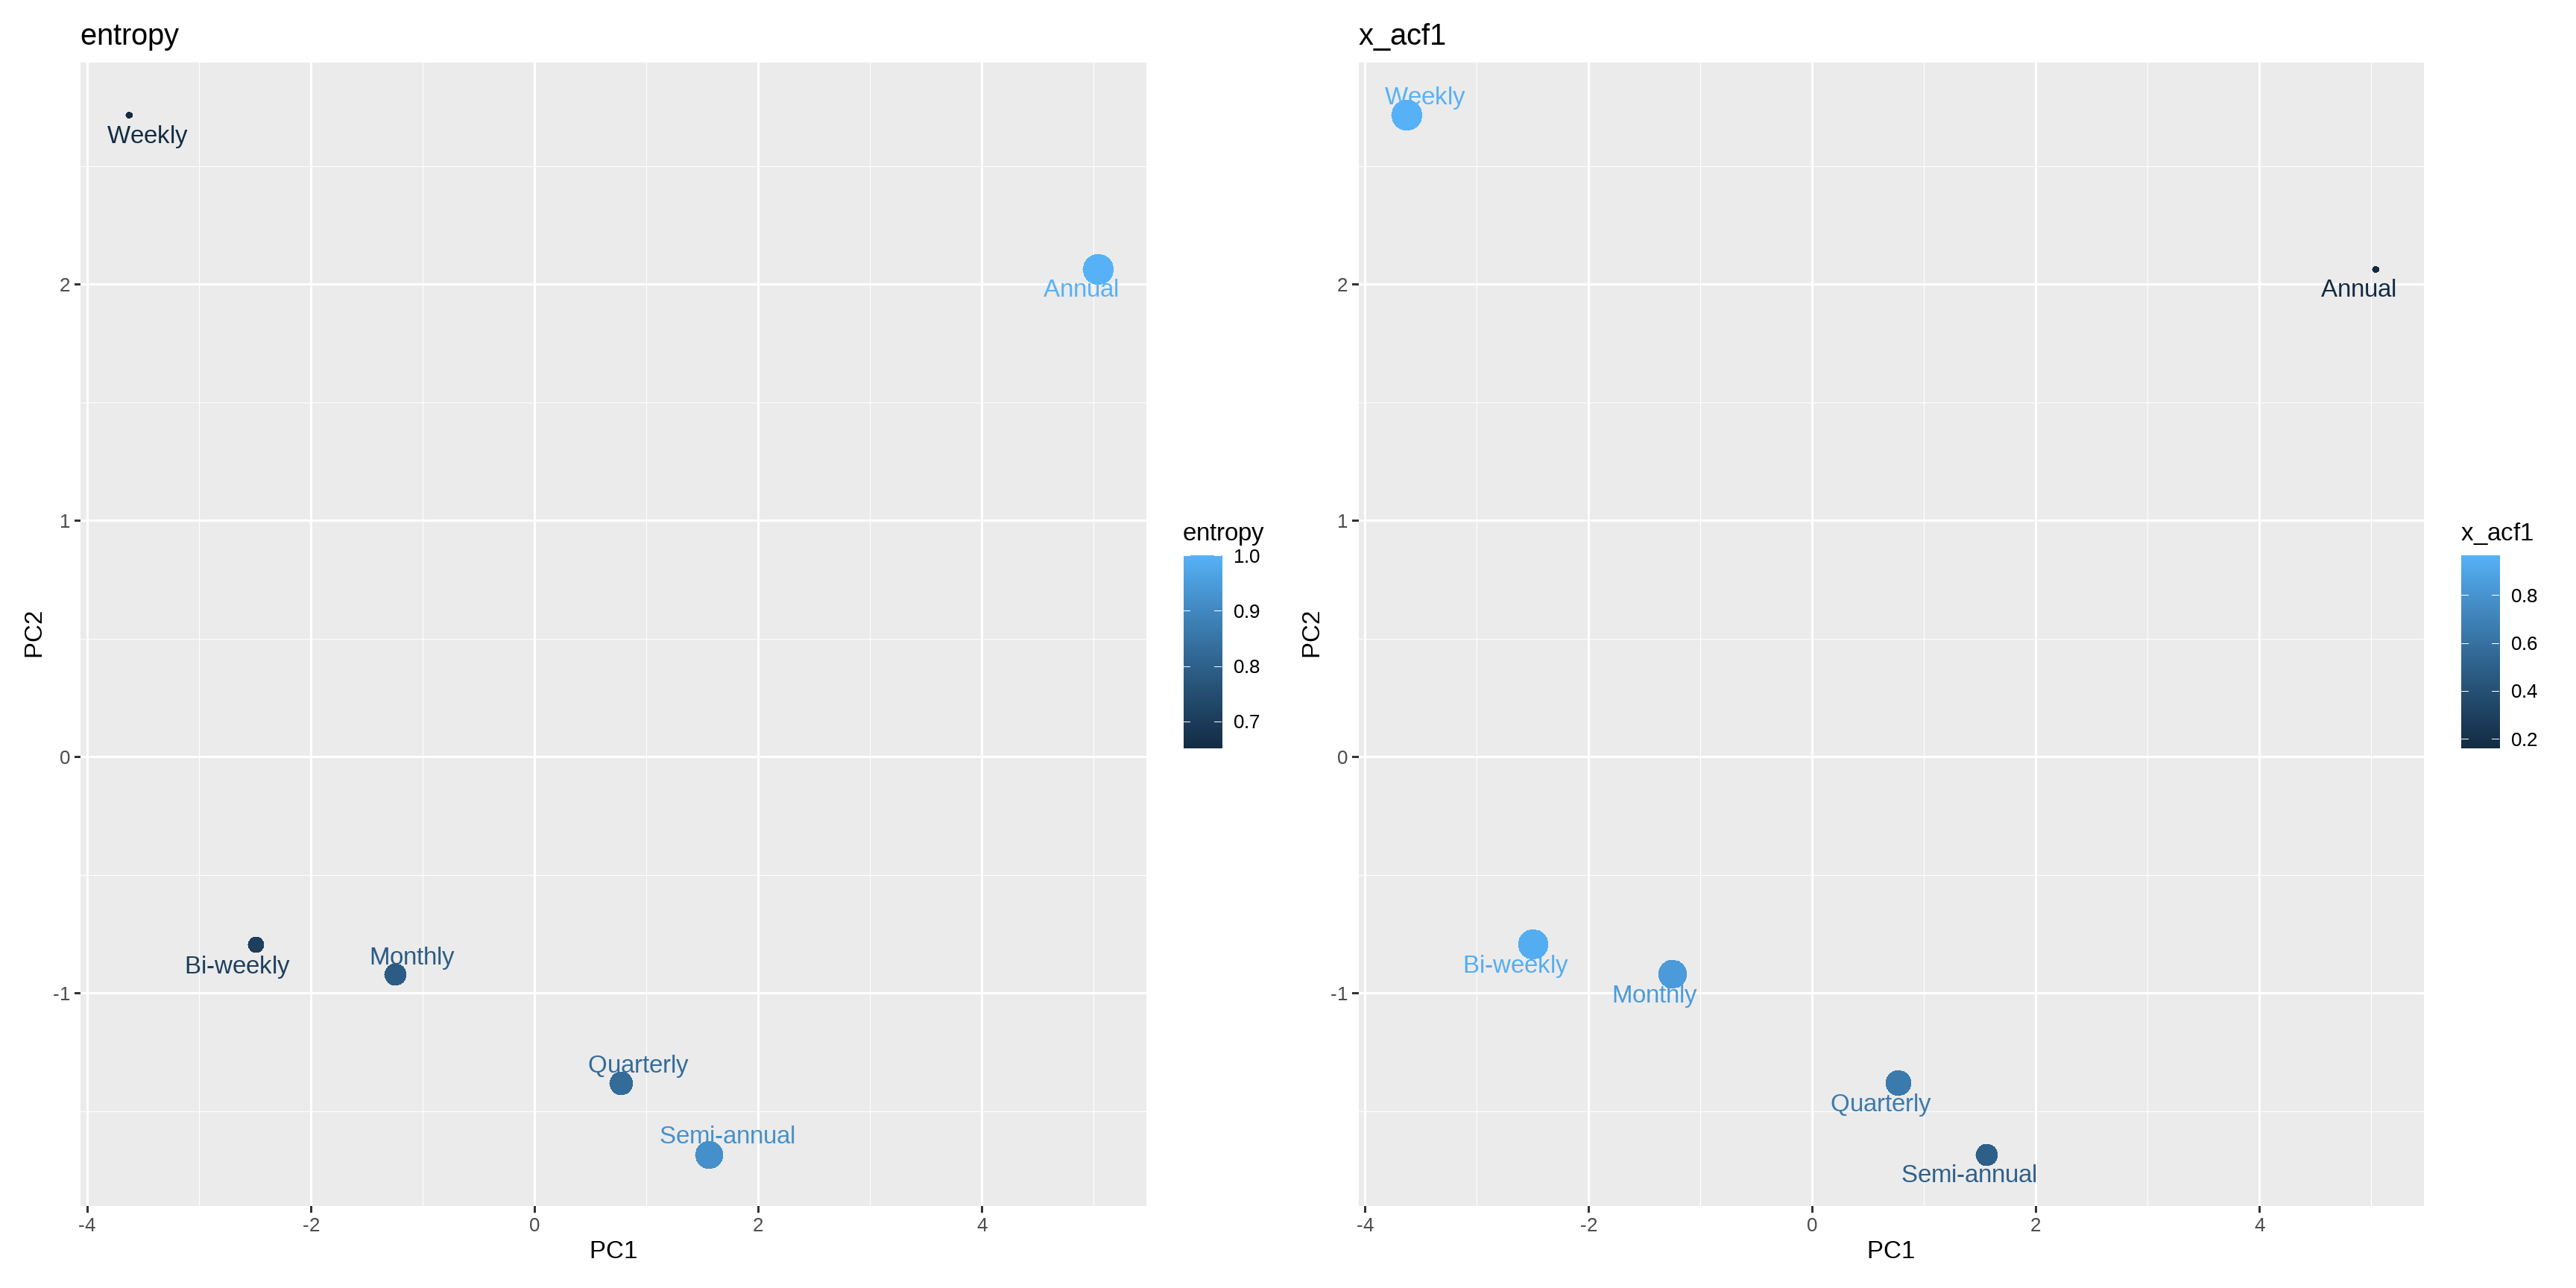 entropy
Weekly
Annual
Bi-weekly
Monthly
Quarterly
Semi-annual
2
1
0
-1
PC2
-4
-2
0
2
4
PC1
entropy
1.0
0.9
0.8
0.7
x_acf1
Weekly
Annual
Bi-weekly
Monthly
Quarterly
Semi-annual
2
1
0
-1
PC2
-4
-2
0
2
4
PC1
x_acf1
0.8
0.6
0.4
0.2